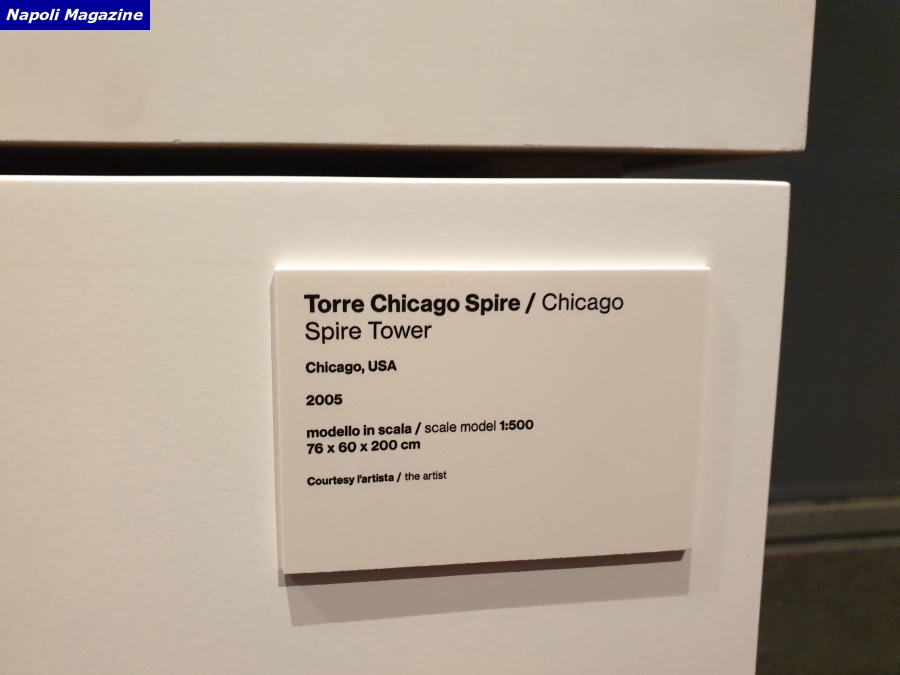 Napoli Magazine
Torre Chicago Spire / Chicago
Spire Tower
Chicago, USA
2005
modello in scala / scale model 1:500
76 x 60 x 200 cm
Courtesy l'artista / the artist